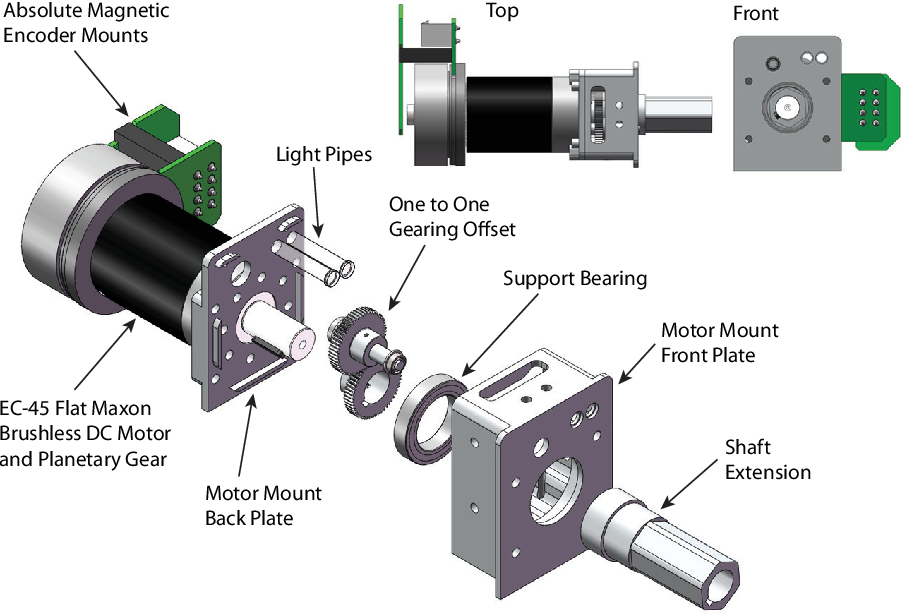 Absolute Magnetic
Encoder Mounts
Top
Front
Light Pipes
One to One
Gearing Offset
Support Bearing
Motor Mount
Front Plate
EC-45 Flat Maxon
Brushless DC Motor
and Planetary Gear
Shaft
Extension
Motor Mount
Back Plate